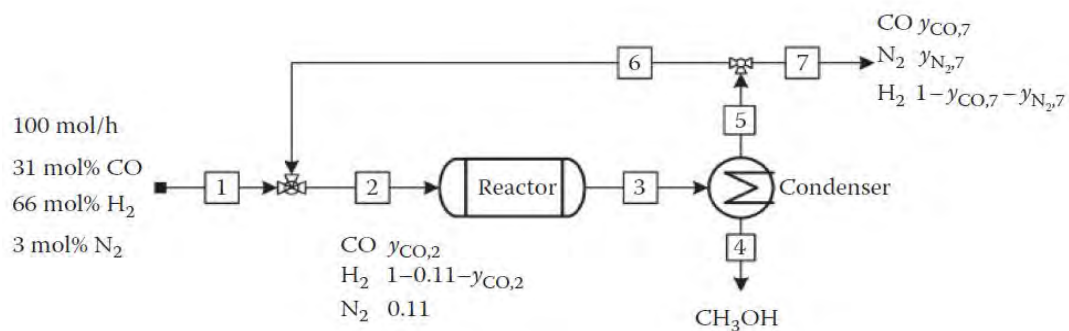 CO y_CO,7
N₂ y_N₂,7
H₂ 1−y_CO,7−y_N₂,7
6
7
100 mol/h
5
31 mol% CO
1
2
Reactor
3
Condenser
66 mol% H₂
3 mol% N₂
4
CO y_CO,2
H₂ 1−0.11−y_CO,2
N₂ 0.11
CH₃OH